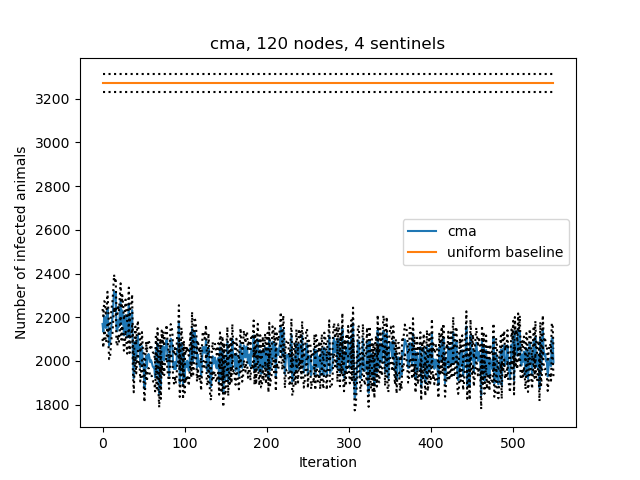 cma, 120 nodes, 4 sentinels
Number of infected animals
3200
3000
2800
2600
2400
2200
2000
1800
cma
uniform baseline
0
100
200
300
400
500
Iteration